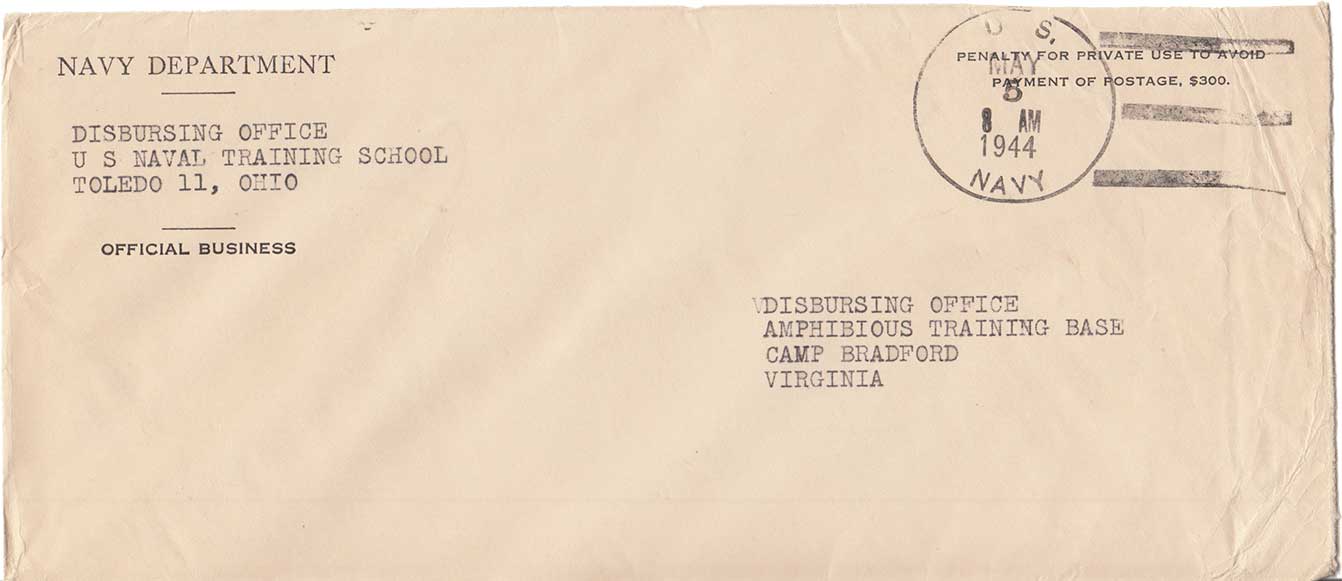 NAVY DEPARTMENT
DISBURSING OFFICE
U S NAVAL TRAINING SCHOOL
TOLEDO 11, OHIO
OFFICIAL BUSINESS
U. S.
MAY
5
8 AM
1944
NAVY
PENALTY FOR PRIVATE USE TO AVOID
PAYMENT OF POSTAGE, $300.
DISBURSING OFFICE
AMPHIBIOUS TRAINING BASE
CAMP BRADFORD
VIRGINIA